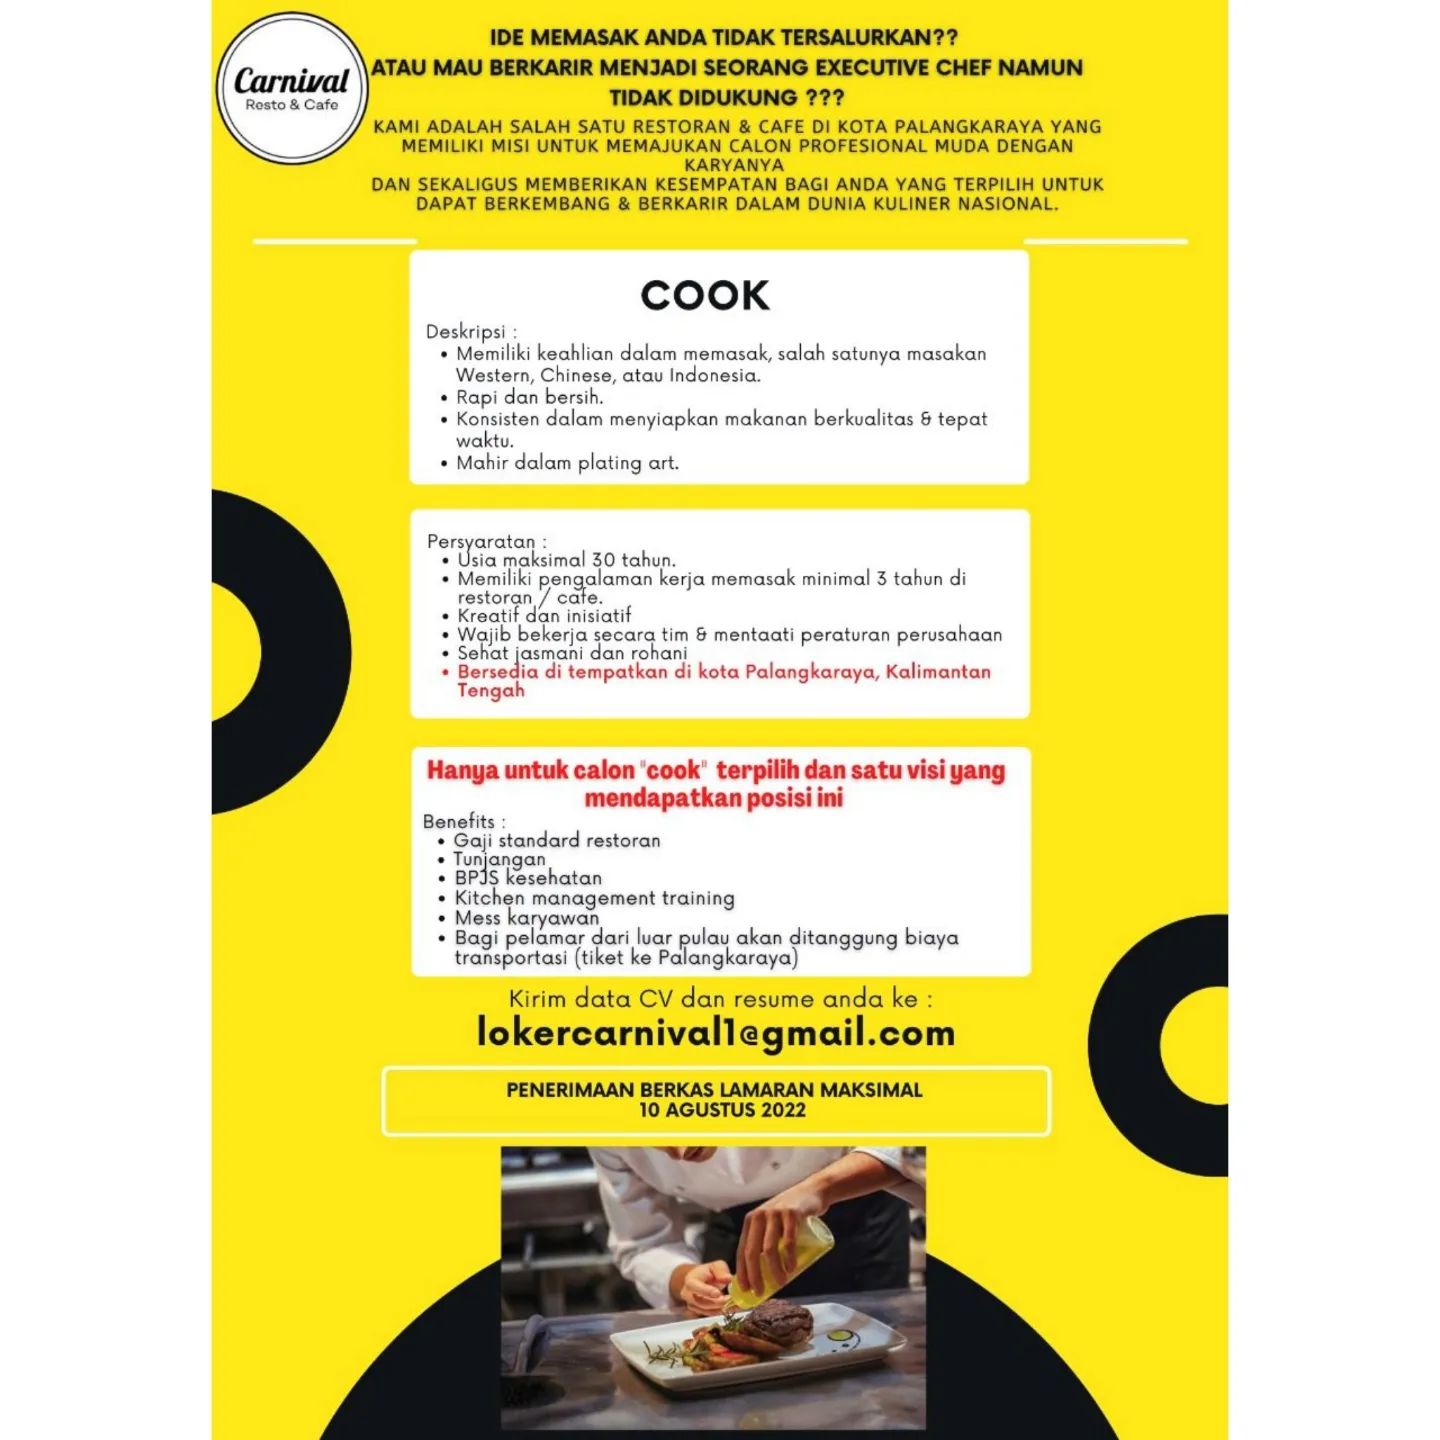 Carnival
Resto & Cafe
IDE MEMASAK ANDA TIDAK TERSALURKAN??
ATAU MAU BERKARIR MENJADI SEORANG EXECUTIVE CHEF NAMUN
TIDAK DIDUKUNG ???
KAMI ADALAH SALAH SATU RESTORAN & CAFE DI KOTA PALANGKARAYA YANG
MEMILIKI MISI UNTUK MEMAJUKAN CALON PROFESIONAL MUDA DENGAN
KARYANYA
DAN SEKALIGUS MEMBERIKAN KESEMPATAN BAGI ANDA YANG TERPILIH UNTUK
DAPAT BERKEMBANG & BERKARIR DALAM DUNIA KULINER NASIONAL.
COOK
Deskripsi :
• Memiliki keahlian dalam memasak, salah satunya masakan
Western, Chinese, atau Indonesia.
• Rapi dan bersih.
• Konsisten dalam menyiapkan makanan berkualitas & tepat
waktu.
• Mahir dalam plating art.
Persyaratan :
• Usia maksimal 30 tahun.
• Memiliki pengalaman kerja memasak minimal 3 tahun di
restoran / cafe.
• Kreatif dan inisiatif
• Wajib bekerja secara tim & mentaati peraturan perusahaan
• Sehat jasmani dan rohani
• Bersedia di tempatkan di kota Palangkaraya, Kalimantan
Tengah
Hanya untuk calon "cook" terpilih dan satu visi yang
mendapatkan posisi ini
Benefits :
• Gaji standard restoran
• Tunjangan
• BPJS kesehatan
• Kitchen management training
• Mess karyawan
• Bagi pelamar dari luar pulau akan ditanggung biaya
transportasi (tiket ke Palangkaraya)
Kirim data CV dan resume anda ke :
lokercarnival1@gmail.com
PENERIMAAN BERKAS LAMARAN MAKSIMAL
10 AGUSTUS 2022